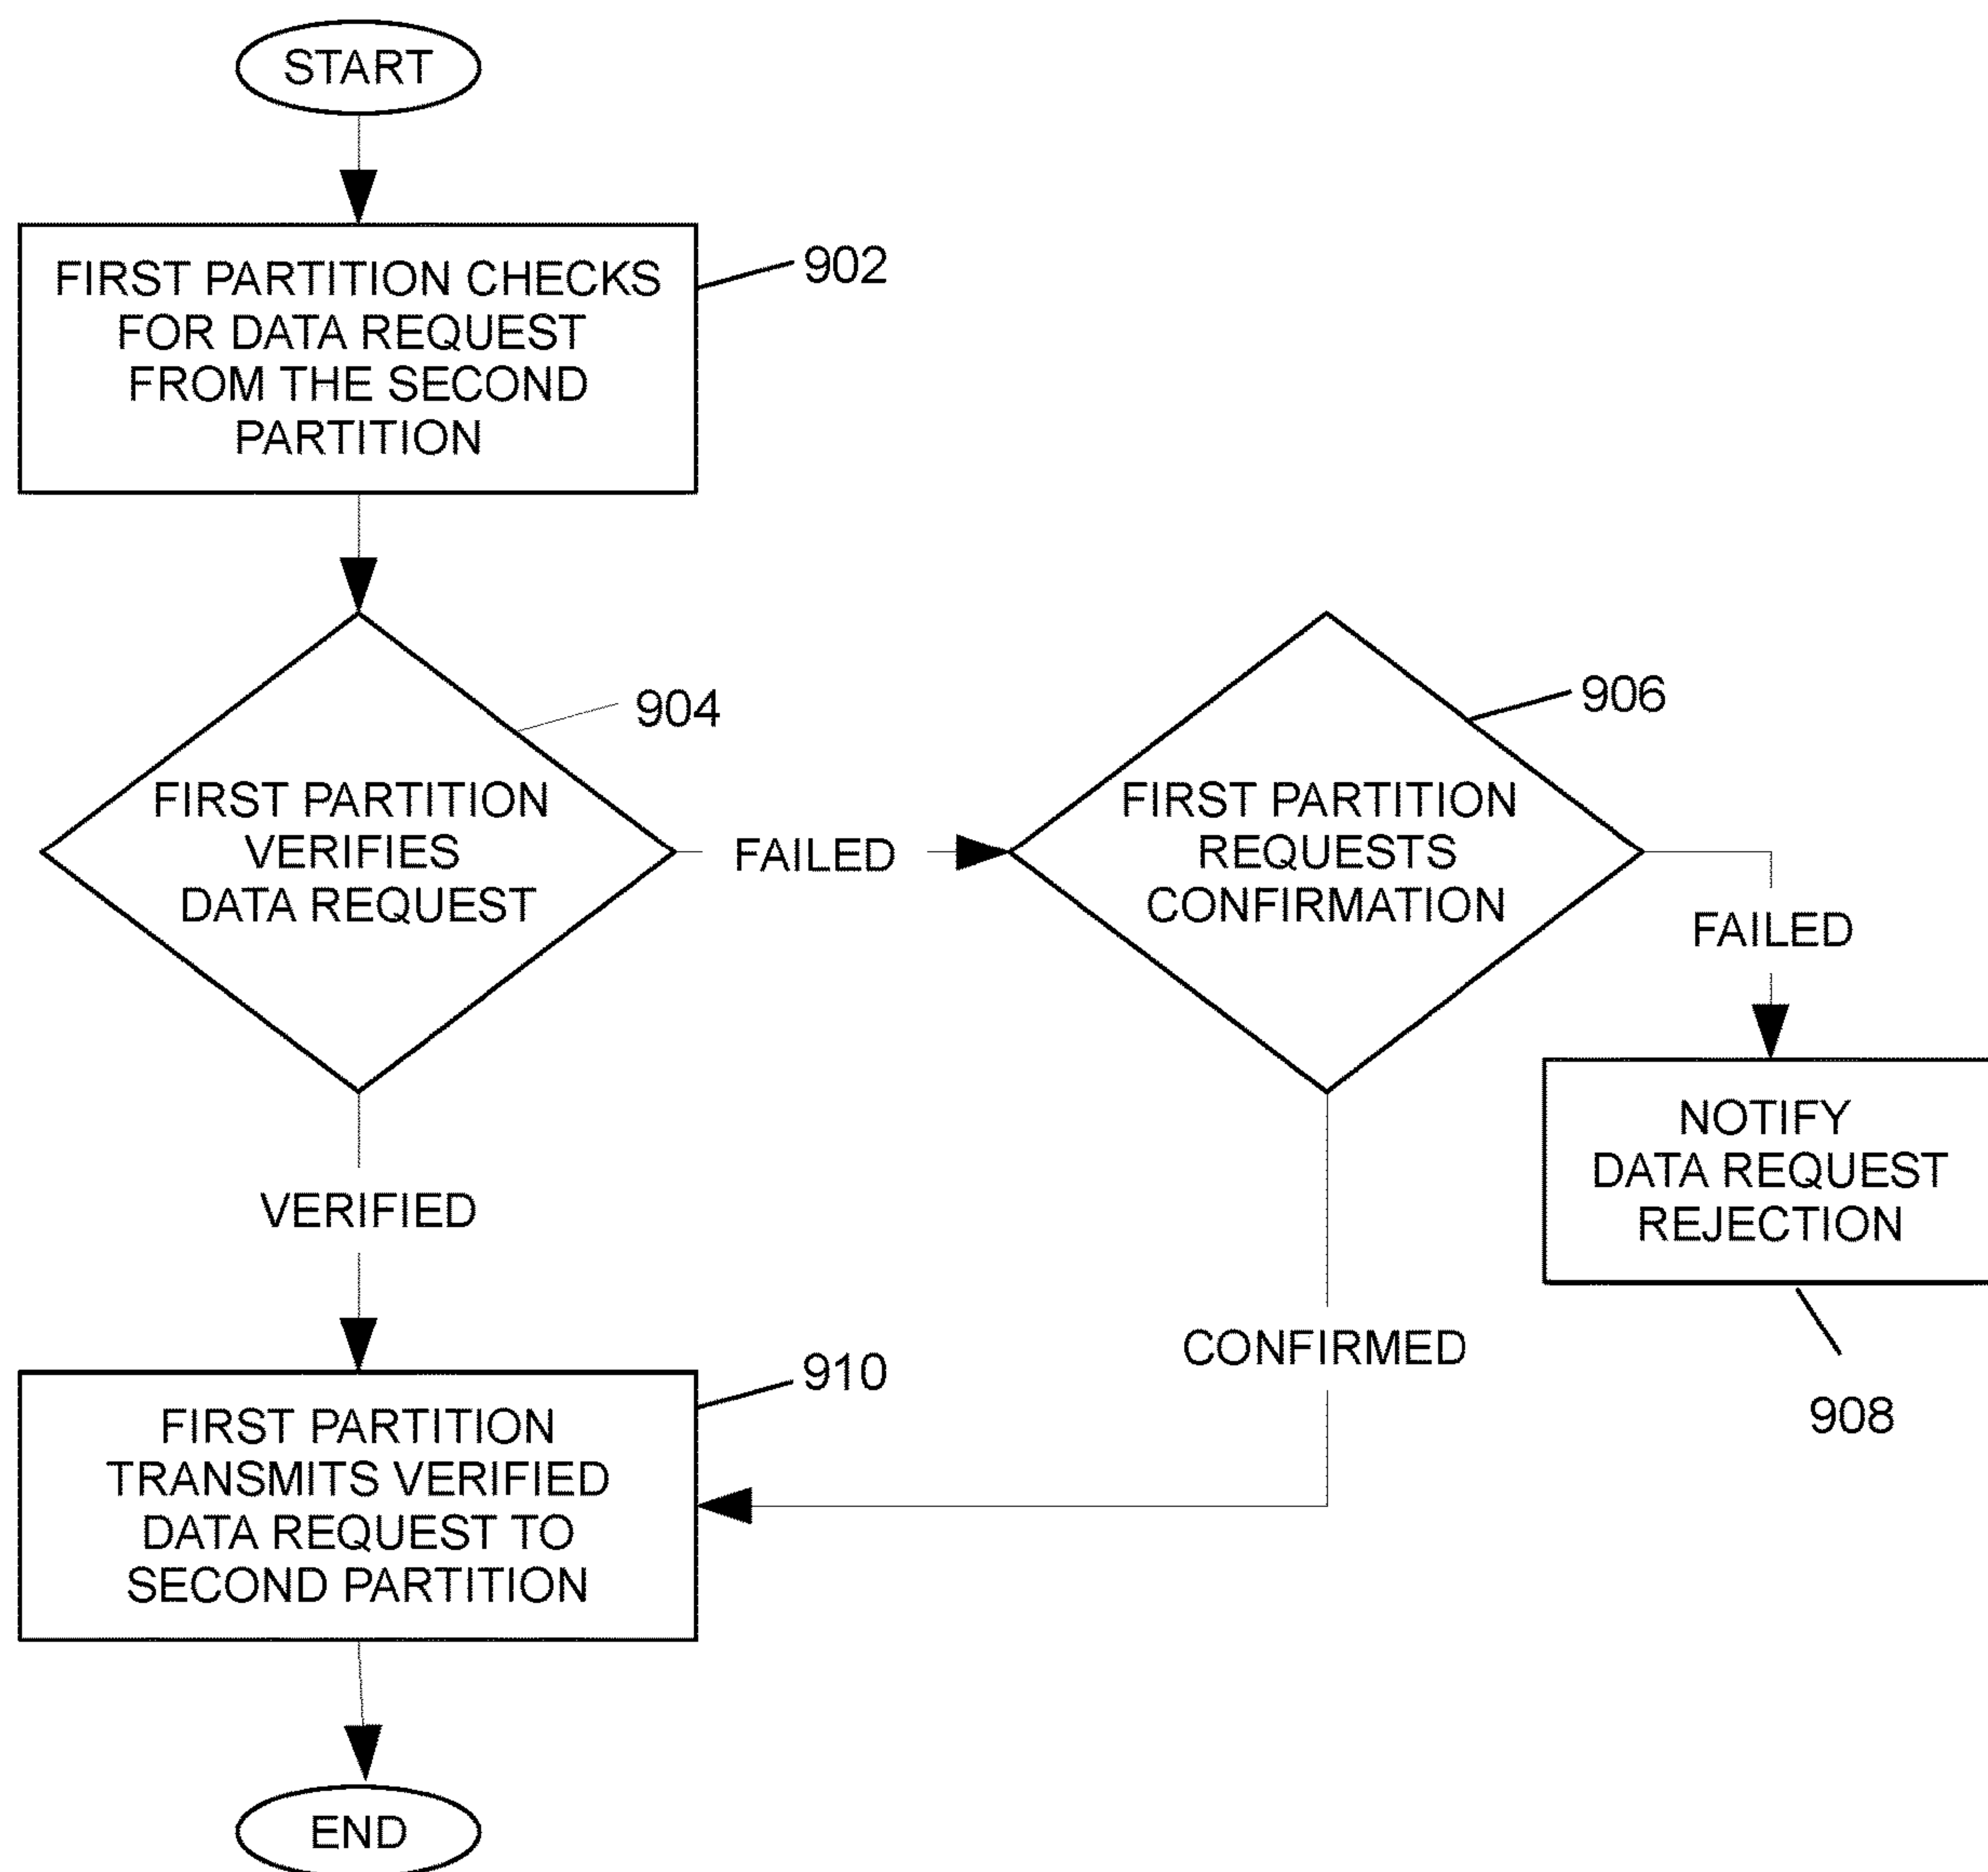 START
FIRST PARTITION CHECKS
FOR DATA REQUEST
FROM THE SECOND
PARTITION
902
FIRST PARTITION
VERIFIES
DATA REQUEST
904
FAILED
FIRST PARTITION
REQUESTS
CONFIRMATION
906
FAILED
NOTIFY
DATA REQUEST
REJECTION
908
VERIFIED
CONFIRMED
FIRST PARTITION
TRANSMITS VERIFIED
DATA REQUEST TO
SECOND PARTITION
910
END